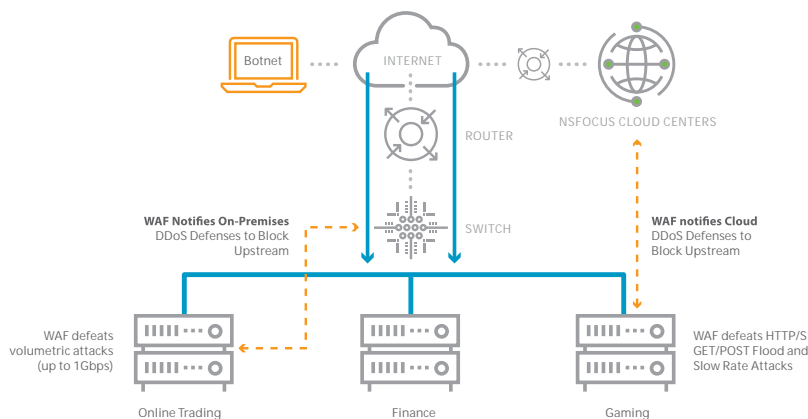 Botnet
INTERNET
NSFOCUS CLOUD CENTERS
ROUTER
WAF Notifies On-Premises
DDoS Defenses to Block
Upstream
SWITCH
WAF notifies Cloud
DDoS Defenses to
Block Upstream
WAF defeats
volumetric attacks
(up to 1Gbps)
WAF defeats HTTP/S
GET/POST Flood and
Slow Rate Attacks
Online Trading
Finance
Gaming